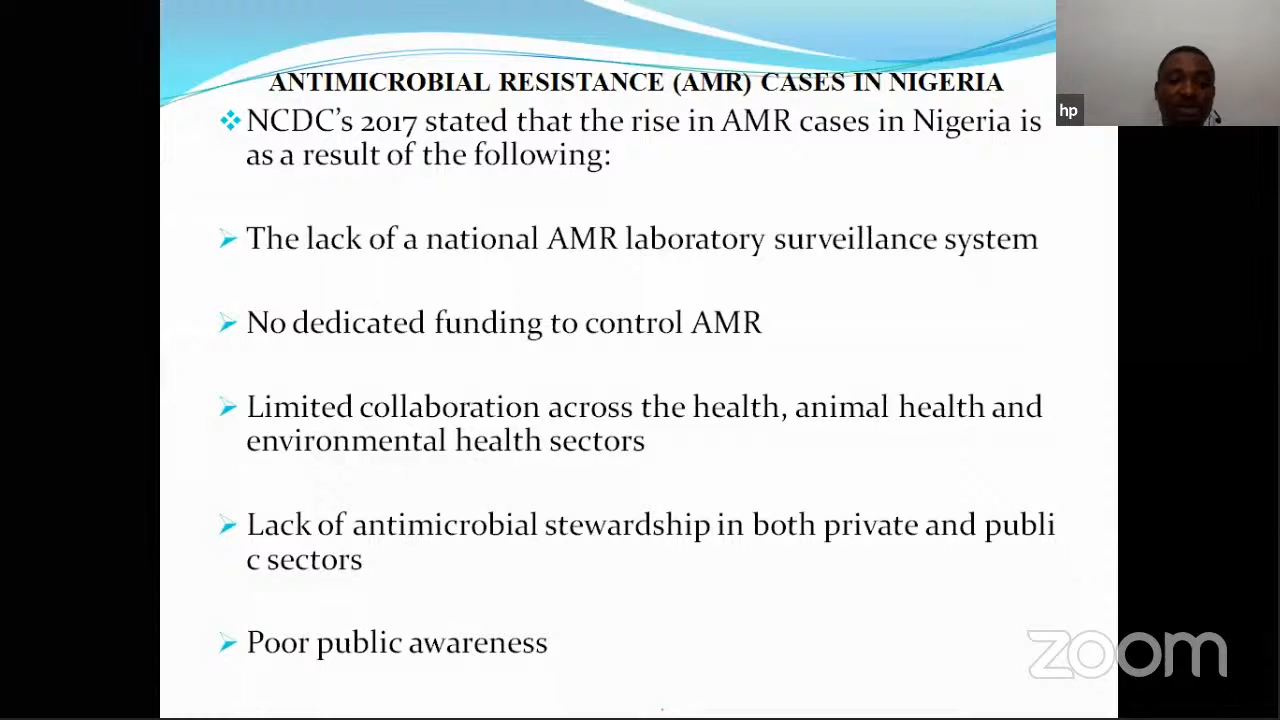 ANTIMICROBIAL RESISTANCE (AMR) CASES IN NIGERIA
NCDC’s 2017 stated that the rise in AMR cases in Nigeria is
as a result of the following:
The lack of a national AMR laboratory surveillance system
No dedicated funding to control AMR
Limited collaboration across the health, animal health and
environmental health sectors
Lack of antimicrobial stewardship in both private and publi
c sectors
Poor public awareness
hp
zoom